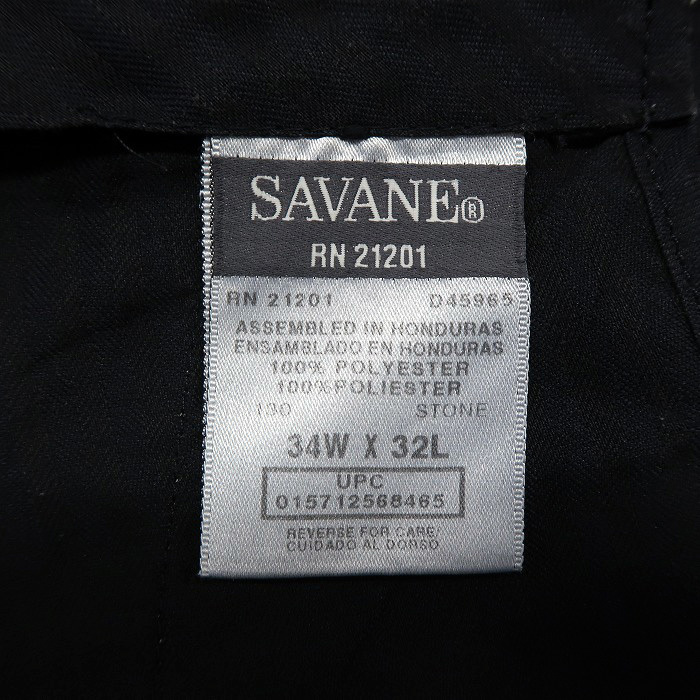 SAVANE®
RN 21201
RN 21201 D45965
ASSEMBLED IN HONDURAS
ENSAMBLADO EN HONDURAS
100% POLYESTER
100% POLIESTER
130 STONE
34W X 32L
UPC
015712568465
REVERSE FOR CARE
CUIDADO AL DORSO